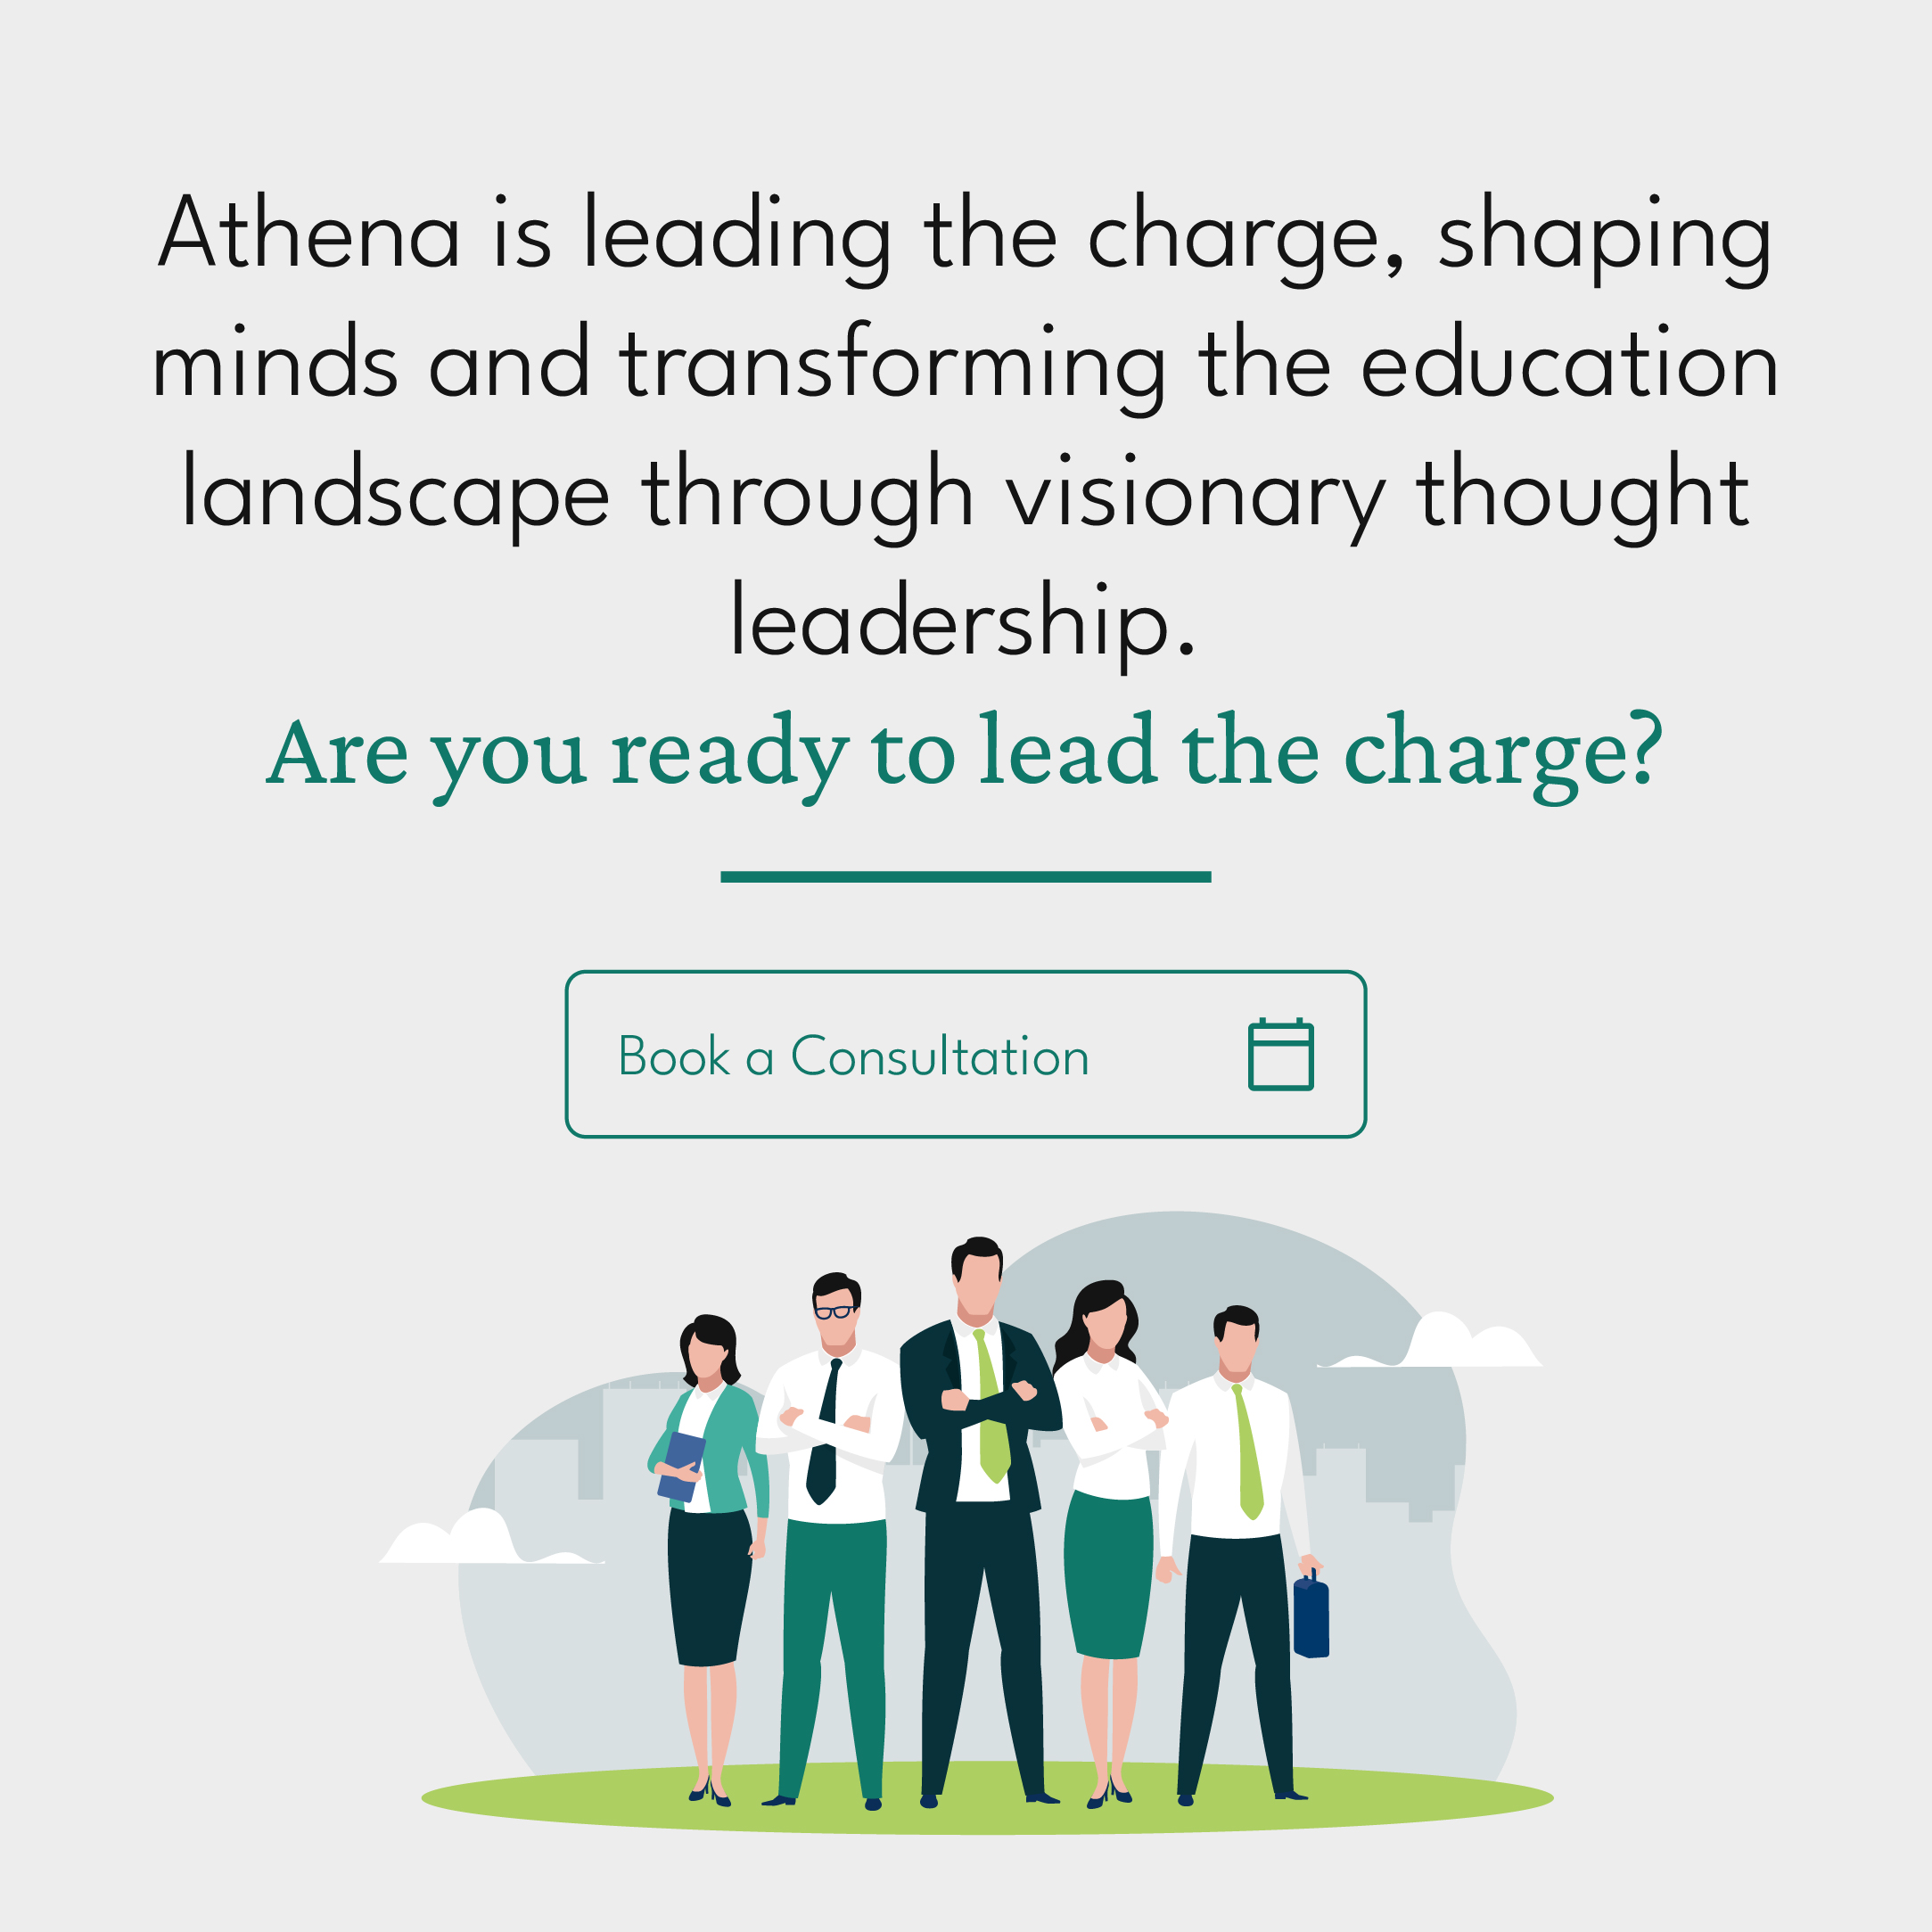 Athena is leading the charge, shaping
minds and transforming the education
landscape through visionary thought
leadership.
Are you ready to lead the charge?
Book a Consultation